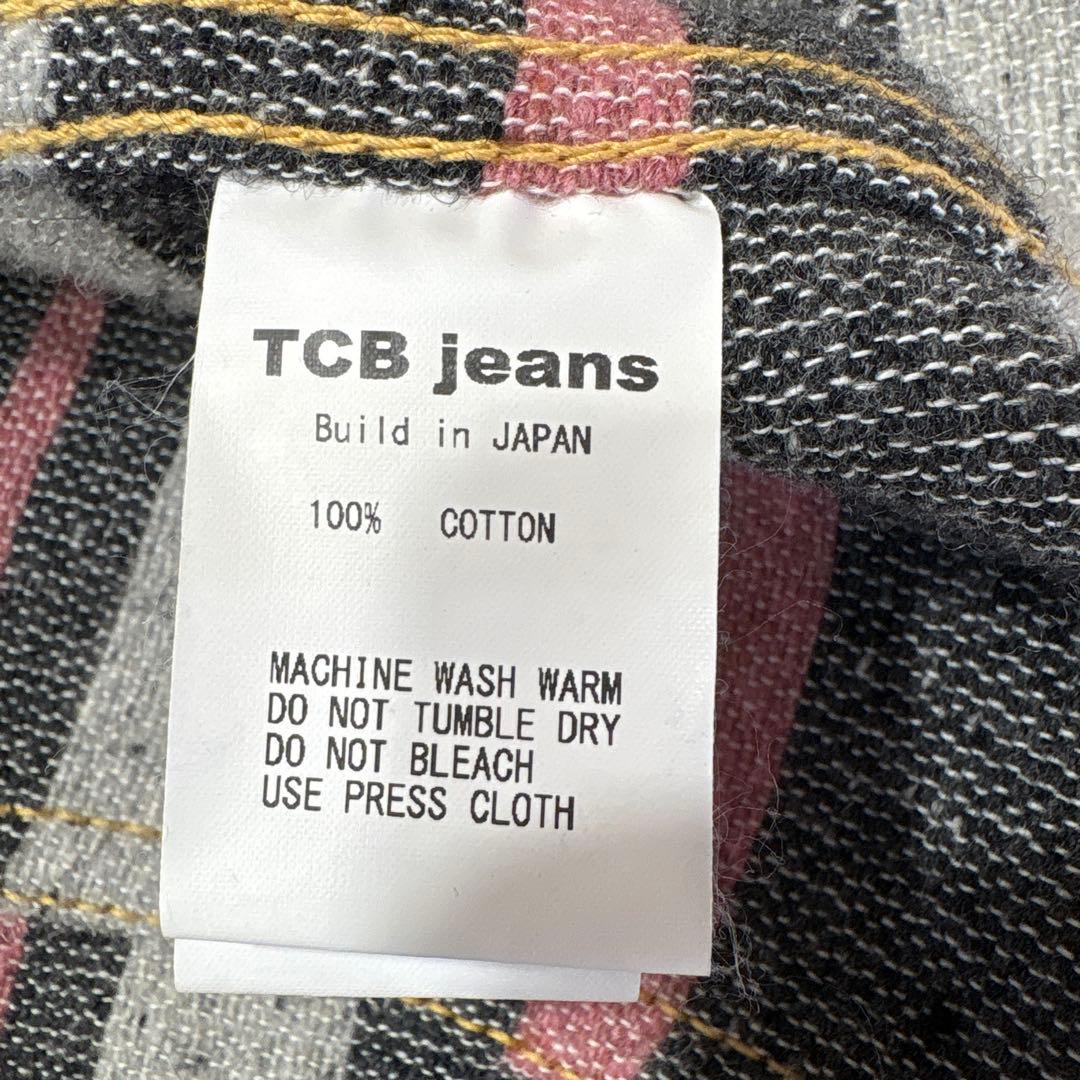 TCB jeans
Build in JAPAN
100% COTTON
MACHINE WASH WARM
DO NOT TUMBLE DRY
DO NOT BLEACH
USE PRESS CLOTH